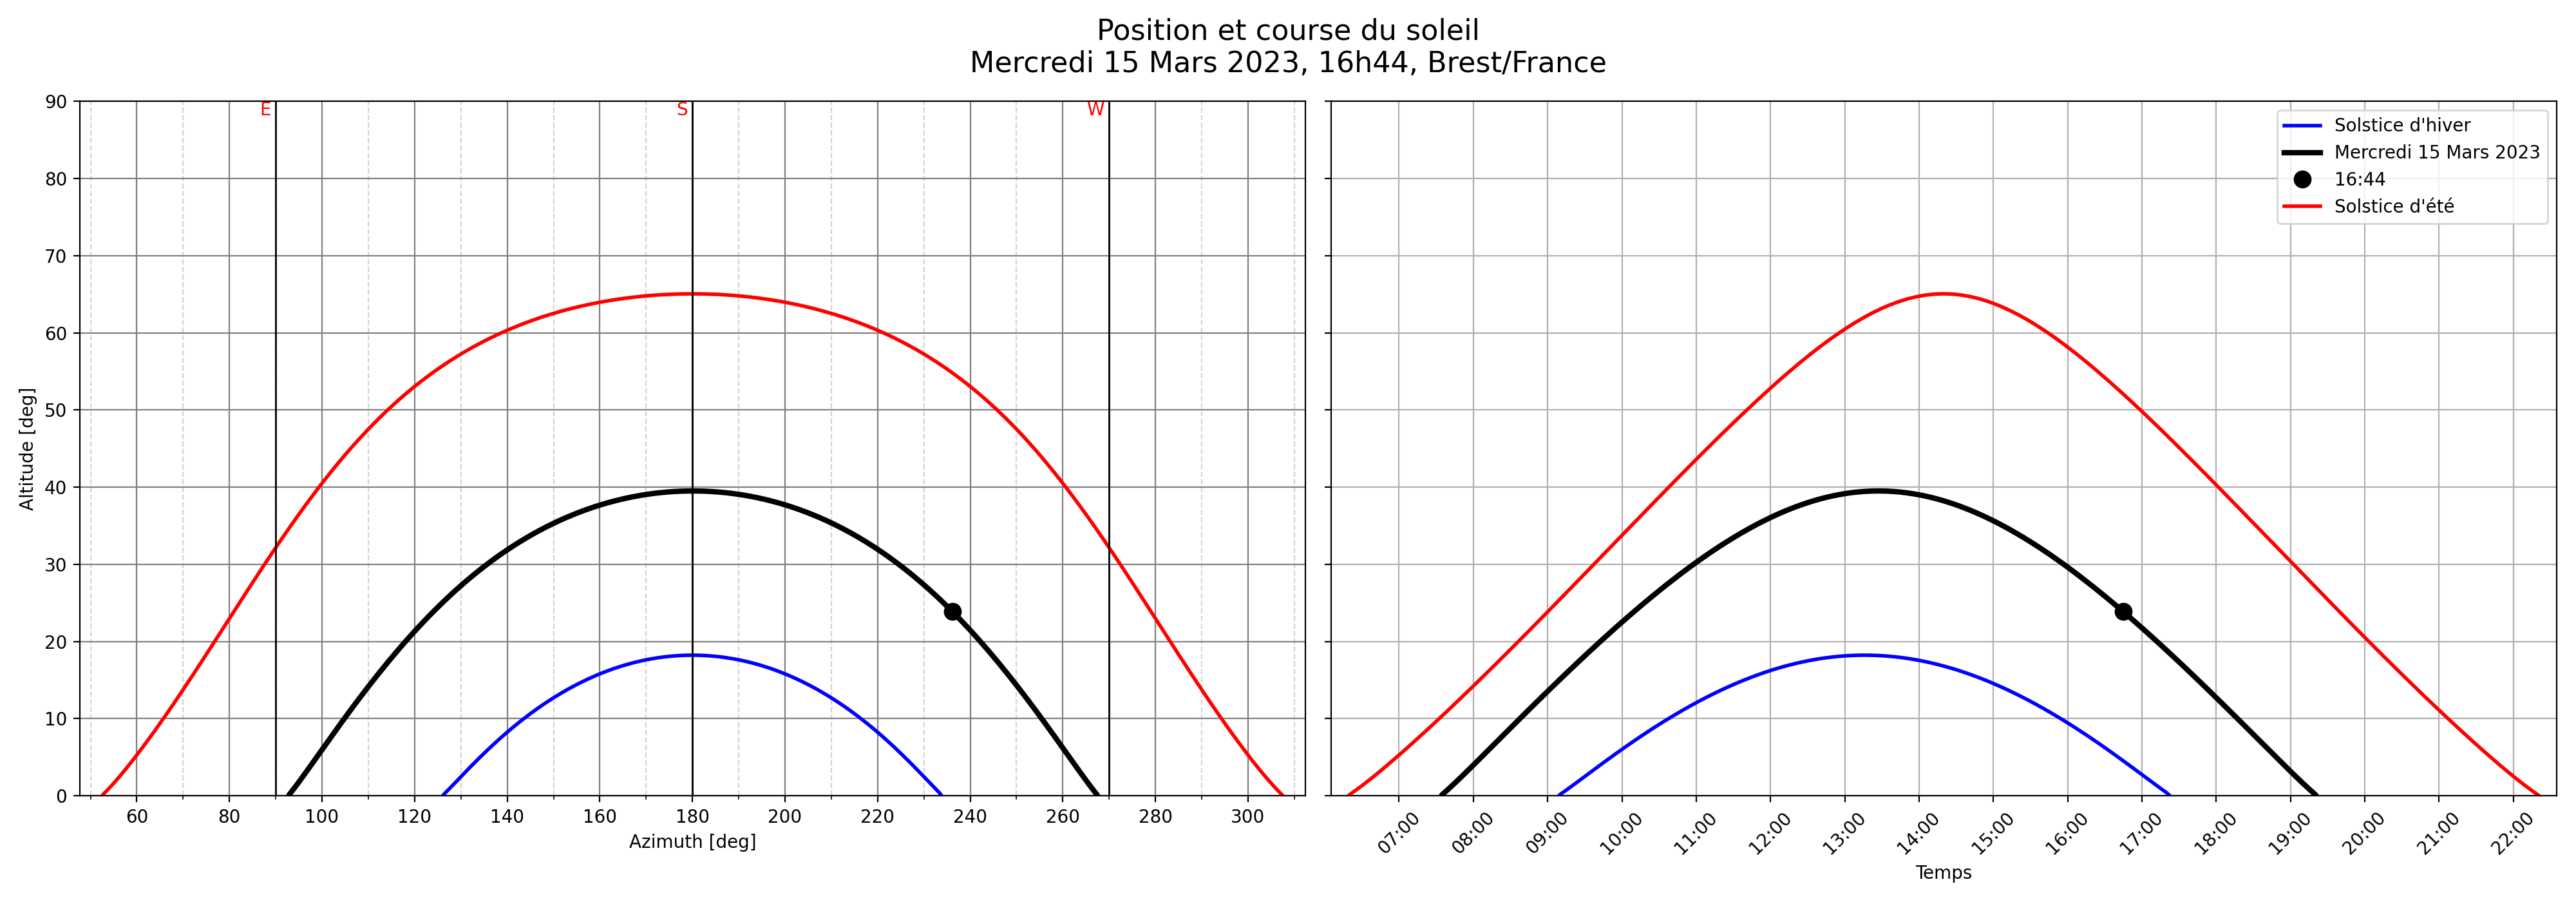 Position et course du soleil
Mercredi 15 Mars 2023, 16h44, Brest/France
E S W
90
80
70
60
50
40
30
20
10
0
Altitude [deg]
60 80 100 120 140 160 180 200 220 240 260 280 300
Azimuth [deg]
Solstice d'hiver
Mercredi 15 Mars 2023
16:44
Solstice d'été
07:00 08:00 09:00 10:00 11:00 12:00 13:00 14:00 15:00 16:00 17:00 18:00 19:00 20:00 21:00 22:00
Temps